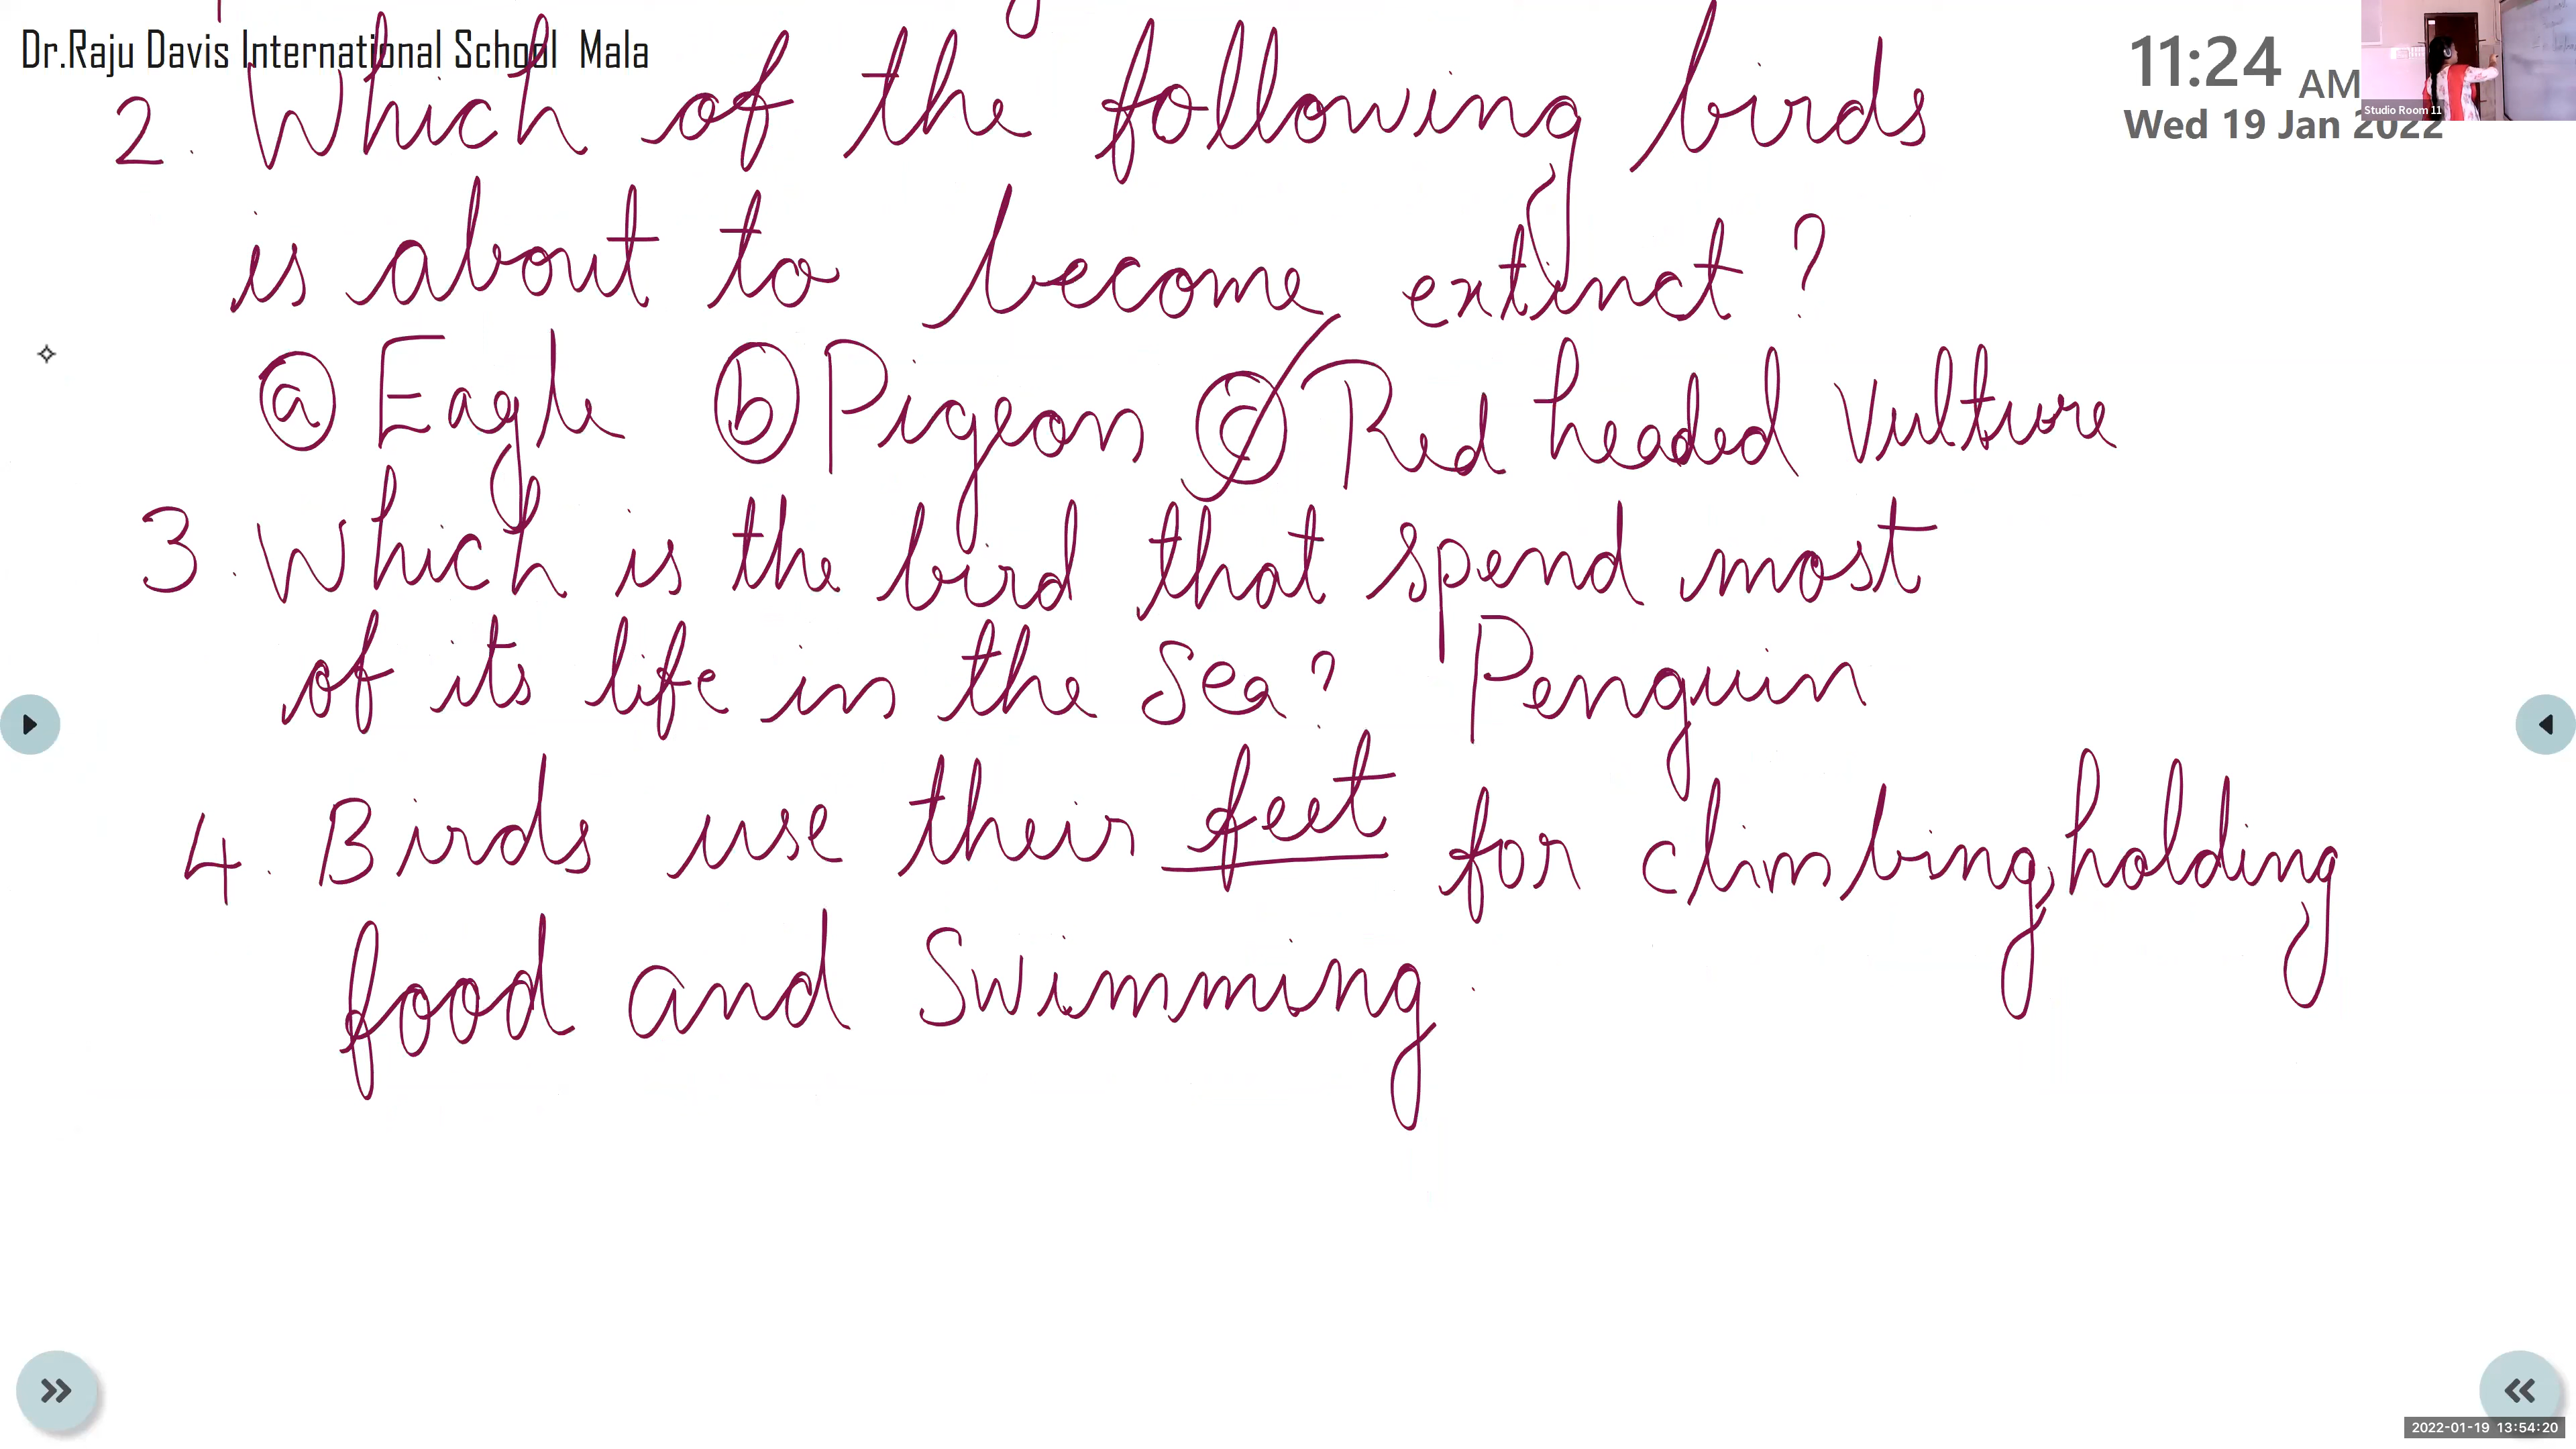 Dr.Raju Davis International School Mala
11:24 AM
Wed 19 Jan 2022
Studio Room 11
2. Which of the following birds
is about to become extinct?
a Eagle b Pigeon c Red headed Vulture
3. Which is the bird that spend most
of its life in the Sea? Penguin
4. Birds use their feet for climbing, holding
food and Swimming.
2022-01-19 13:54:20